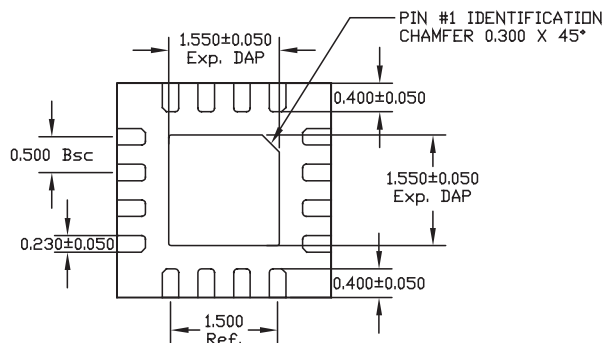 PIN #1 IDENTIFICATION
CHAMFER 0.300 X 45°
1.550±0.050
Exp. DAP
0.400±0.050
0.500 Bsc
1.550±0.050
Exp. DAP
0.230±0.050
0.400±0.050
1.500
Ref.